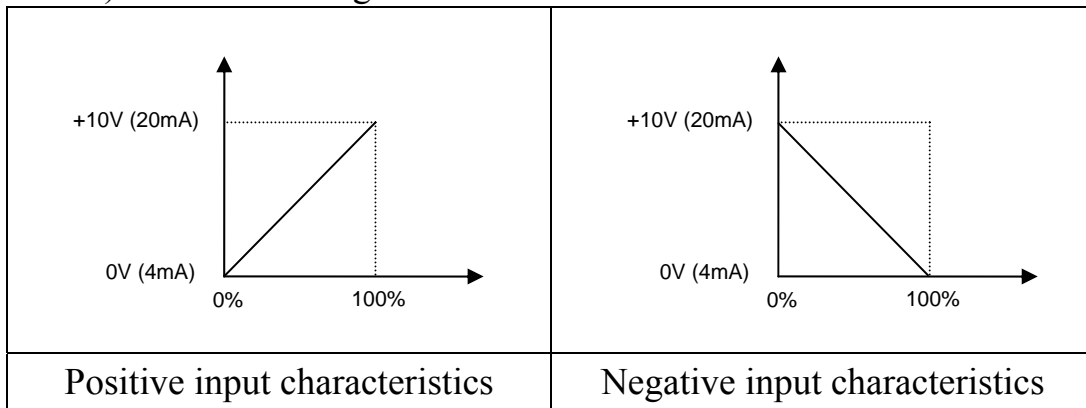 +10V (20mA)
0V (4mA)
0%
100%
Positive input characteristics
+10V (20mA)
0V (4mA)
0%
100%
Negative input characteristics